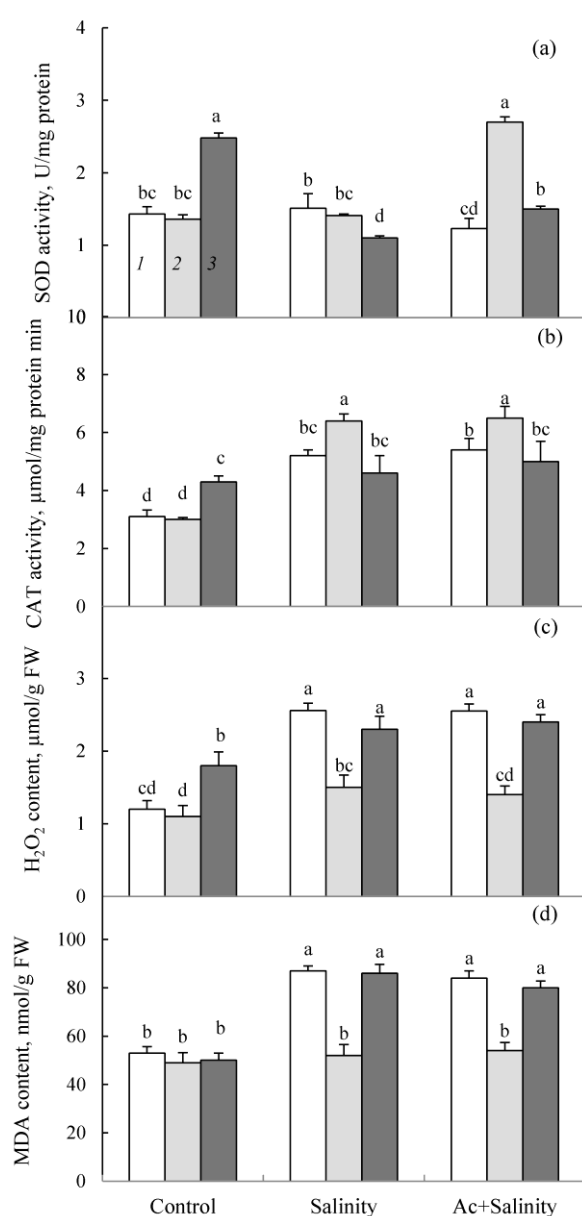 4
(a)
a
a
3
SOD activity, U/mg protein
bc bc
b bc
d
cd
b
2
1
1 2 3
10
(b)
CAT activity, µmol/mg protein min
8
a
a
bc
bc
b
bc
6
c
d d
4
2
0
(c)
H₂O₂ content, µmol/g FW
3
a
a
a
a
b
2
bc
cd
cd d
1
0
(d)
MDA content, nmol/g FW
100
a
a
a
a
80
b b b
b
b
60
40
20
0
Control Salinity Ac+Salinity